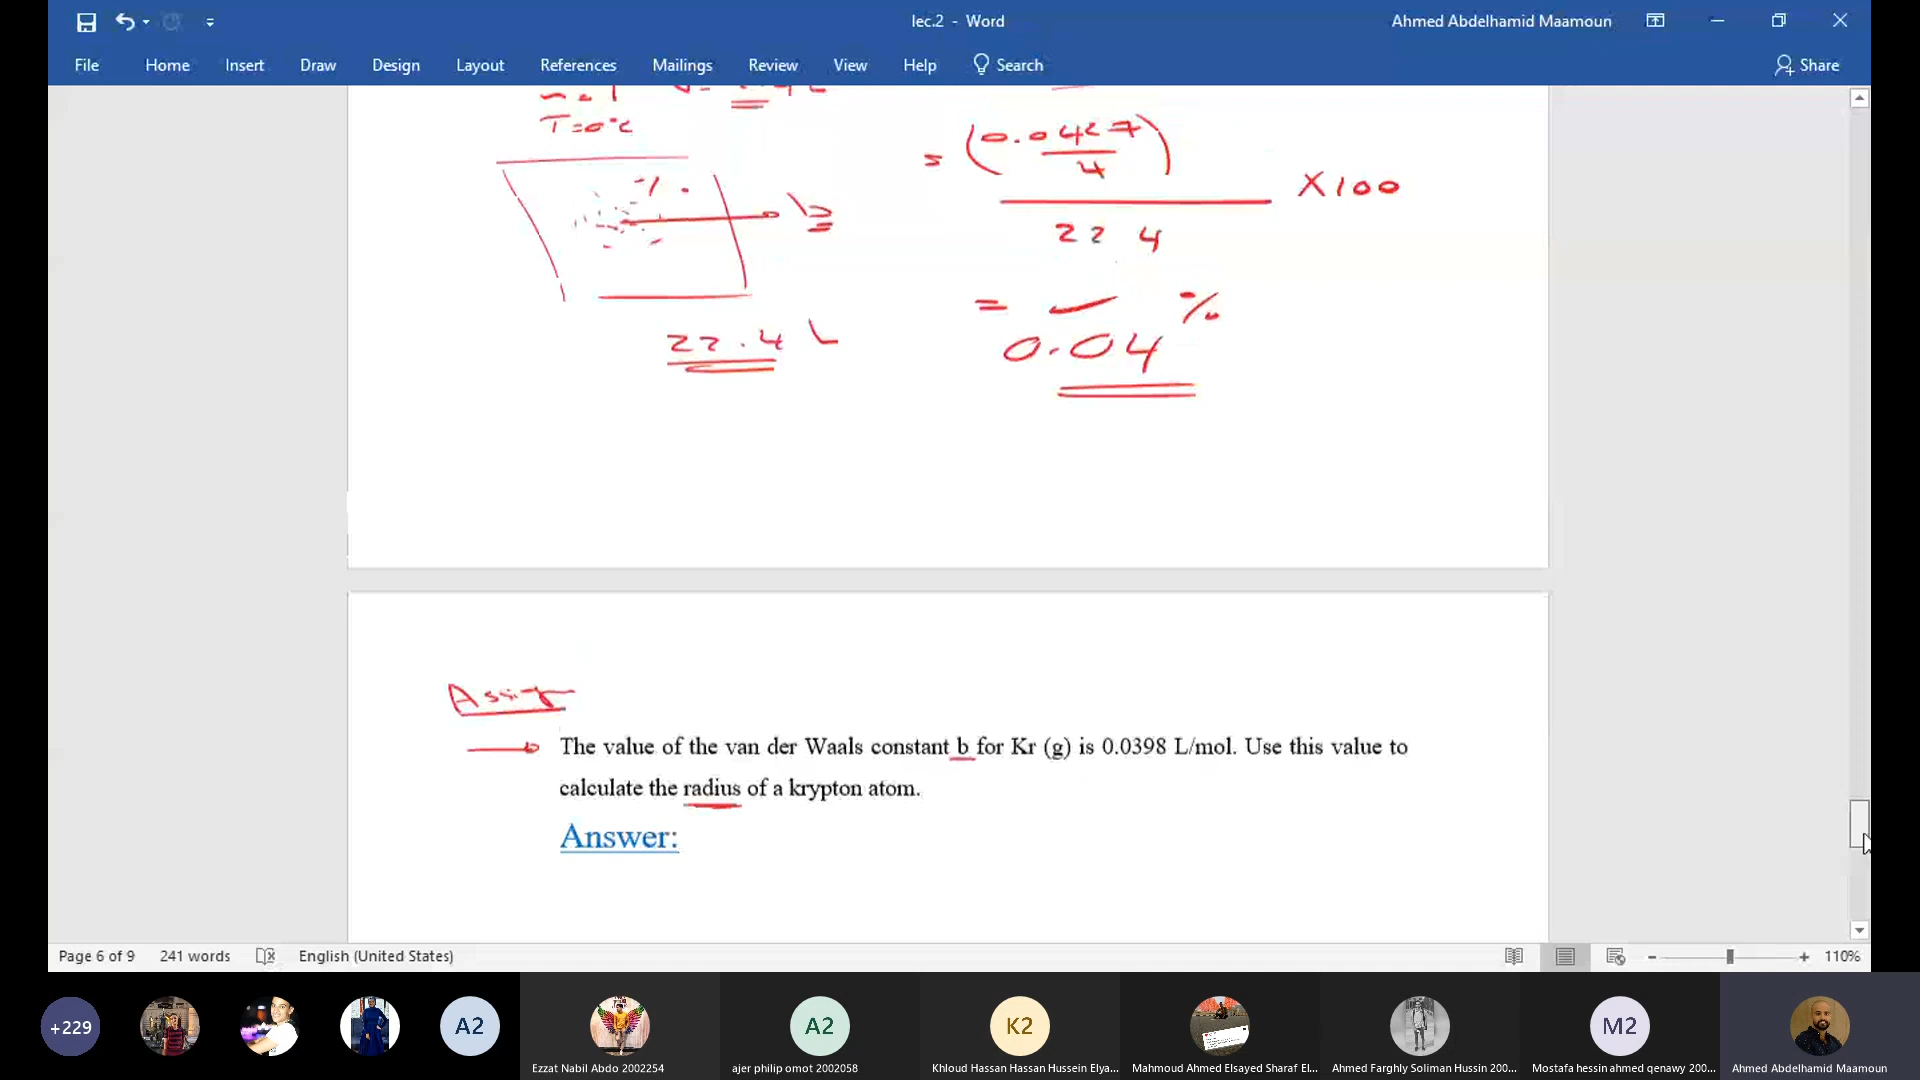 lec.2 - Word
Ahmed Abdelhamid Maamoun
File Home Insert Draw Design Layout References Mailings Review View Help Search Share
T=0°C
= (0.0427/4)
X100
b
22 4
= %
22.4 L
0.04
Assign
The value of the van der Waals constant b for Kr (g) is 0.0398 L/mol. Use this value to
calculate the radius of a krypton atom.
Answer:
Page 6 of 9 241 words English (United States) 110%
+229 A2 A2 K2 M2
Ezzat Nabil Abdo 2002254 ajer philip omot 2002058 Khloud Hassan Hassan Hussein Elya... Mahmoud Ahmed Elsayed Sharaf El... Ahmed Farghly Soliman Hussin 200... Mostafa hessin ahmed qenawy 200... Ahmed Abdelhamid Maamoun